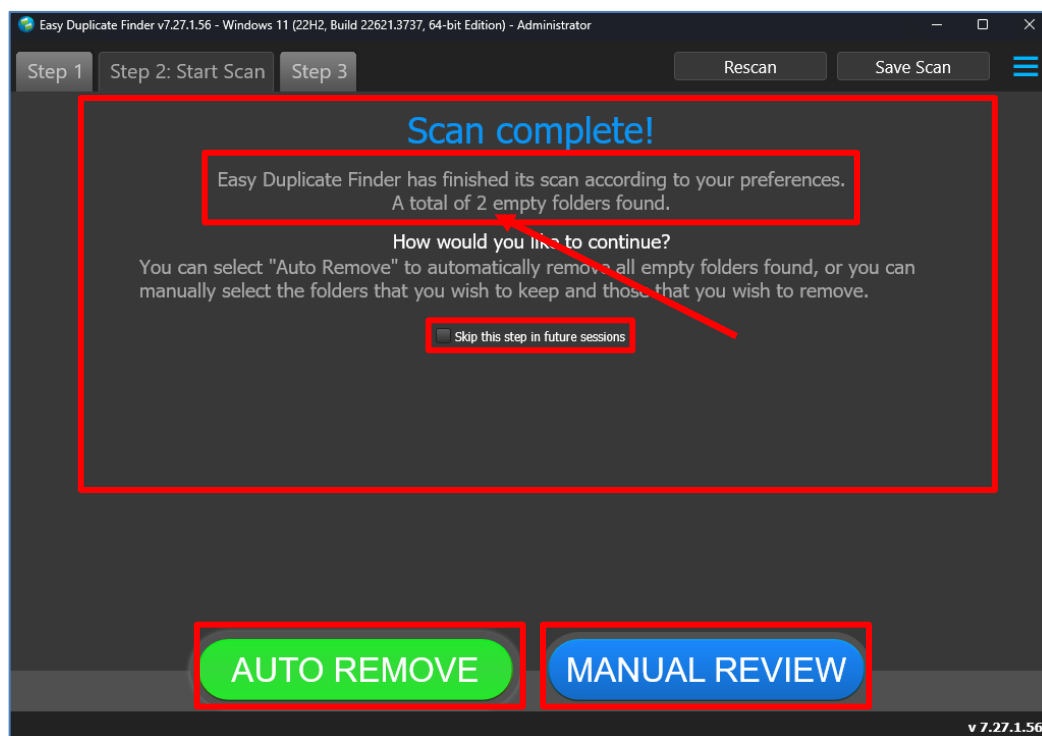 Easy Duplicate Finder v7.27.1.56 - Windows 11 (22H2, Build 22621.3737, 64-bit Edition) - Administrator
Step 1 Step 2: Start Scan Step 3 Rescan Save Scan
Scan complete!
Easy Duplicate Finder has finished its scan according to your preferences.
A total of 2 empty folders found.
How would you like to continue?
You can select "Auto Remove" to automatically remove all empty folders found, or you can
manually select the folders that you wish to keep and those that you wish to remove.
Skip this step in future sessions
AUTO REMOVE MANUAL REVIEW
v 7.27.1.56